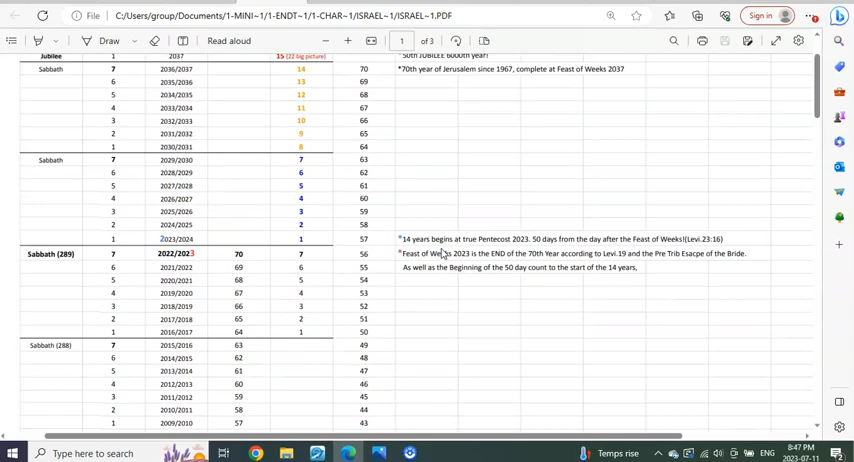 File C:/Users/group/Documents/1-MINI~1/1-ENDT~1/1-CHAR~1/ISRAEL~1/ISRAEL~1.PDF Sign in
Draw Read aloud 1 of 3
Jubilee 1 2037 15 (22 big picture) *50th JUBILEE 6000th year!
Sabbath 7 2036/2037 14 70 *70th year of Jerusalem since 1967, complete at Feast of Weeks 2037
6 2035/2036 13 69
5 2034/2035 12 68
4 2033/2034 11 67
3 2032/2033 10 66
2 2031/2032 9 65
1 2030/2031 8 64
Sabbath 7 2029/2030 7 63
6 2028/2029 6 62
5 2027/2028 5 61
4 2026/2027 4 60
3 2025/2026 3 59
2 2024/2025 2 58
1 2023/2024 1 57 *14 years begins at true Pentecost 2023. 50 days from the day after the Feast of Weeks!(Levi.23:16)
Sabbath (289) 7 2022/2023 70 7 56 *Feast of Weeks 2023 is the END of the 70th Year according to Levi.19 and the Pre Trib Esacpe of the Bride.
6 2021/2022 69 6 55 As well as the Beginning of the 50 day count to the start of the 14 years,
5 2020/2021 68 5 54
4 2019/2020 67 4 53
3 2018/2019 66 3 52
2 2017/2018 65 2 51
1 2016/2017 64 1 50
Sabbath (288) 7 2015/2016 63 49
6 2014/2015 62 48
5 2013/2014 61 47
4 2012/2013 60 46
3 2011/2012 59 45
2 2010/2011 58 44
1 2009/2010 57 43
Type here to search Temps rise ENG 8:47 PM
2023-07-11